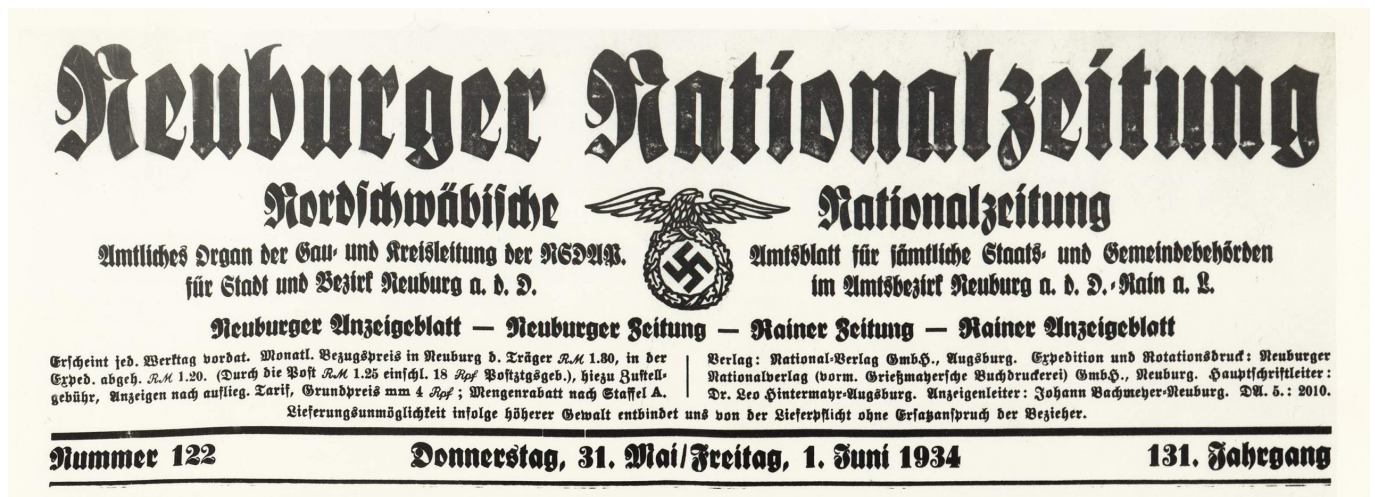 Neuburger Nationalzeitung
Nordschwäbische Nationalzeitung
Amtliches Organ der Gau- und Kreisleitung der NSDAP.
für Stadt und Bezirk Neuburg a. d. D.
Amtsblatt für sämtliche Staats- und Gemeindebehörden
im Amtsbezirk Neuburg a. d. D.-Rain a. L.
Neuburger Anzeigeblatt — Neuburger Zeitung — Rainer Zeitung — Rainer Anzeigeblatt
Erscheint jed. Werktag vordat. Monatl. Bezugspreis in Neuburg d. Träger RM 1.30, in der
Exped. abgeh. RM 1.20. (Durch die Post RM 1.25 einschl. 18 Rpf Postztgsgeb.), hiezu Zustell-
gebühr, Anzeigen nach auflieg. Tarif, Grundpreis mm 4 Rpf; Mengenrabatt nach Staffel A.
Verlag: National-Verlag GmbH., Augsburg. Expedition und Rotationsdruck: Neuburger
Nationalverlag (vorm. Grießmayersche Buchdruckerei) GmbH., Neuburg. Hauptschriftleiter:
Dr. Leo Hintermayr-Augsburg. Anzeigenleiter: Johann Bachmeyer-Neuburg. DA. 5.: 2010.
Lieferungsunmöglichkeit infolge höherer Gewalt entbindet uns von der Lieferpflicht ohne Ersatzanspruch der Bezieher.
Nummer 122 Donnerstag, 31. Mai/Freitag, 1. Juni 1934 131. Jahrgang